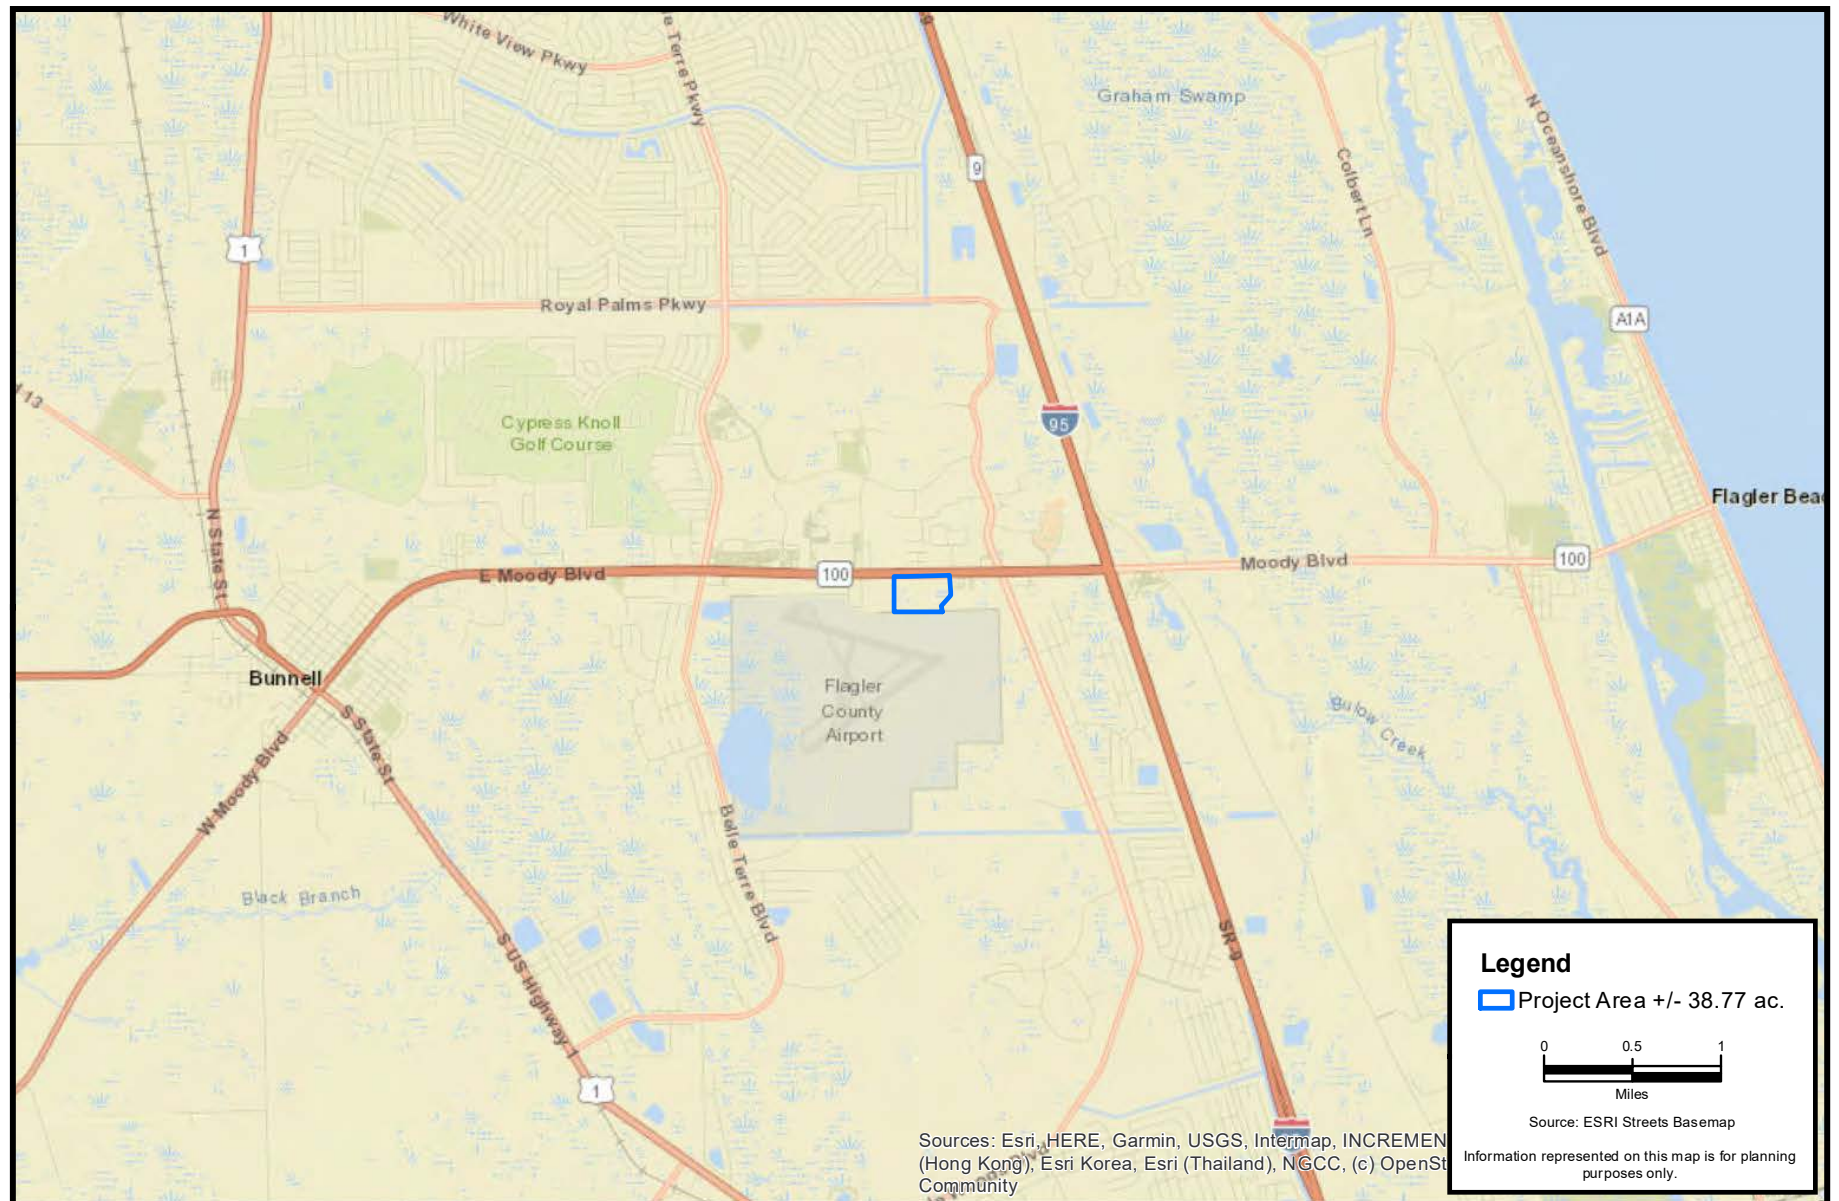 White View Pkwy
le Terre Pkwy
9
Graham Swamp
N Oceanshore Blvd
9
Colbert Ln
1
Royal Palms Pkwy
A1A
13
Cypress Knoll
Golf Course
95
Flagler Bea
N State St
E Moody Blvd
100
Moody Blvd
100
Bunnell
Flagler
County
Airport
S State St
W Moody Blvd
Bulow Creek
Belle Terre Blvd
Black Branch
S US Highway 1
SR-9
1
Legend
Project Area +/- 38.77 ac.
0 0.5 1
Miles
Source: ESRI Streets Basemap
Information represented on this map is for planning
purposes only.
Sources: Esri, HERE, Garmin, USGS, Intermap, INCREMEN
(Hong Kong), Esri Korea, Esri (Thailand), NGCC, (c) OpenSt
Community